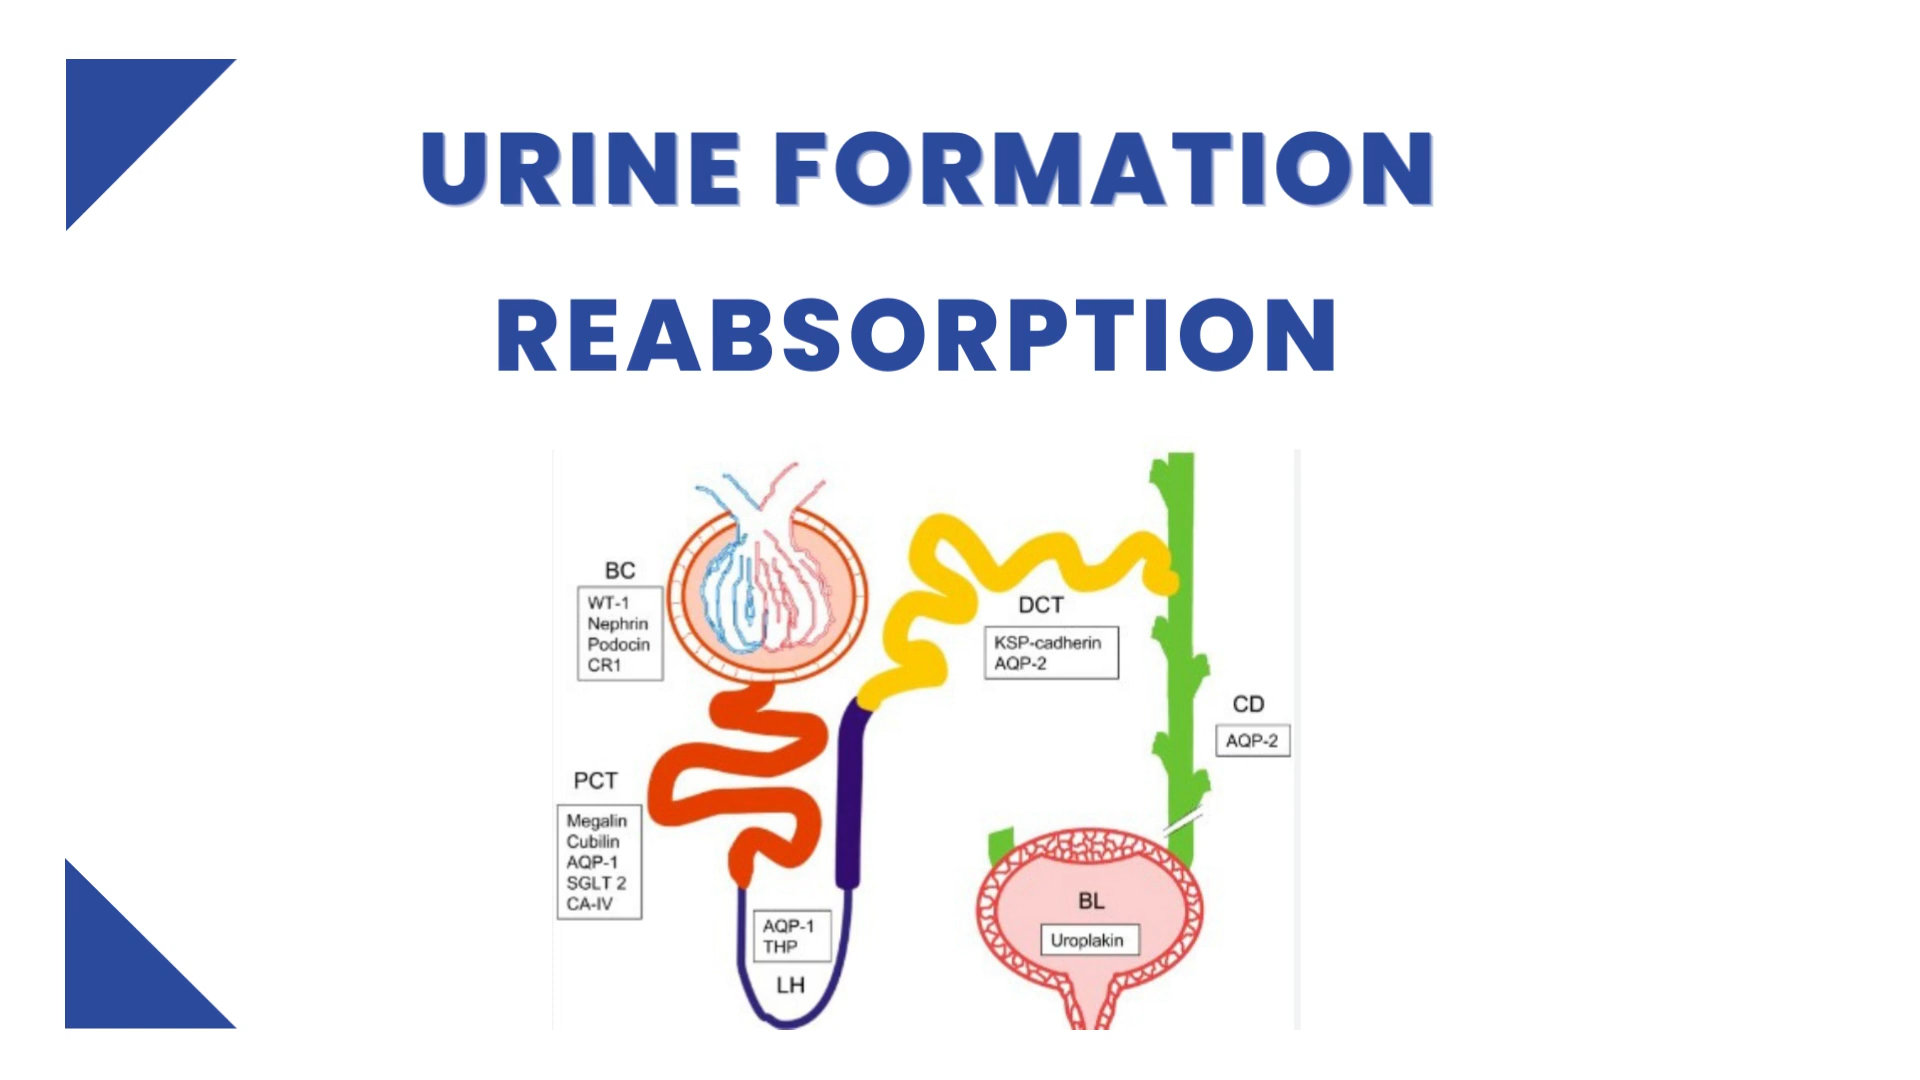 URINE FORMATION
REABSORPTION
BC
WT-1
Nephrin
Podocin
CR1
DCT
KSP-cadherin
AQP-2
CD
AQP-2
PCT
Megalin
Cubilin
AQP-1
SGLT 2
CA-IV
AQP-1
THP
LH
BL
Uroplakin